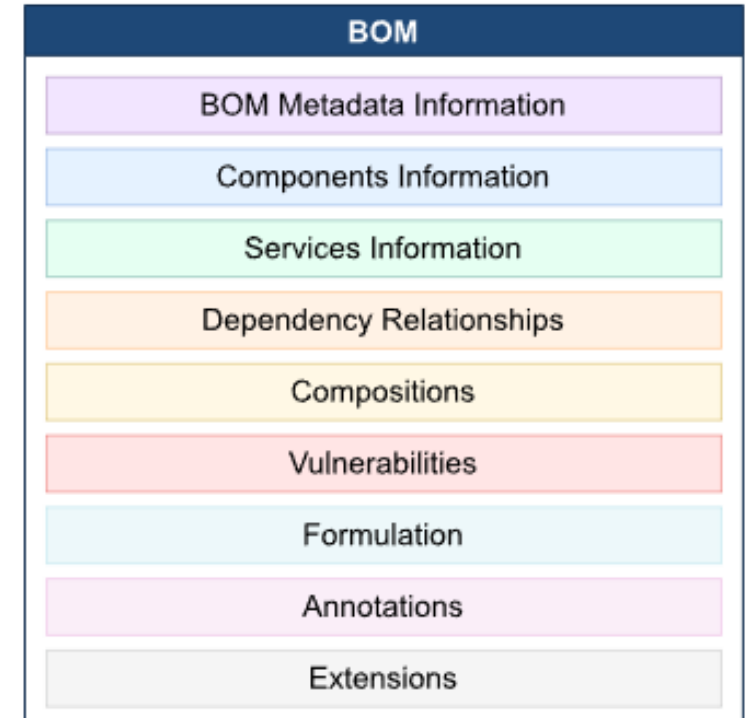 BOM
BOM Metadata Information
Components Information
Services Information
Dependency Relationships
Compositions
Vulnerabilities
Formulation
Annotations
Extensions